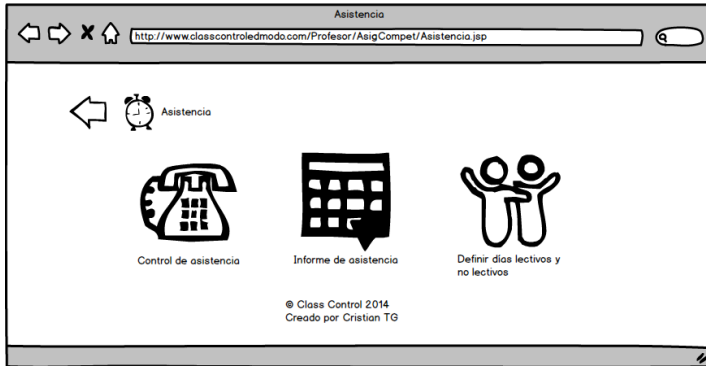 Asistencia
http://www.classcontroledmodo.com/Profesor/AsigCompet/Asistencia.jsp
Asistencia
Control de asistencia
Informe de asistencia
Definir días lectivos y
no lectivos
© Class Control 2014
Creado por Cristian TG